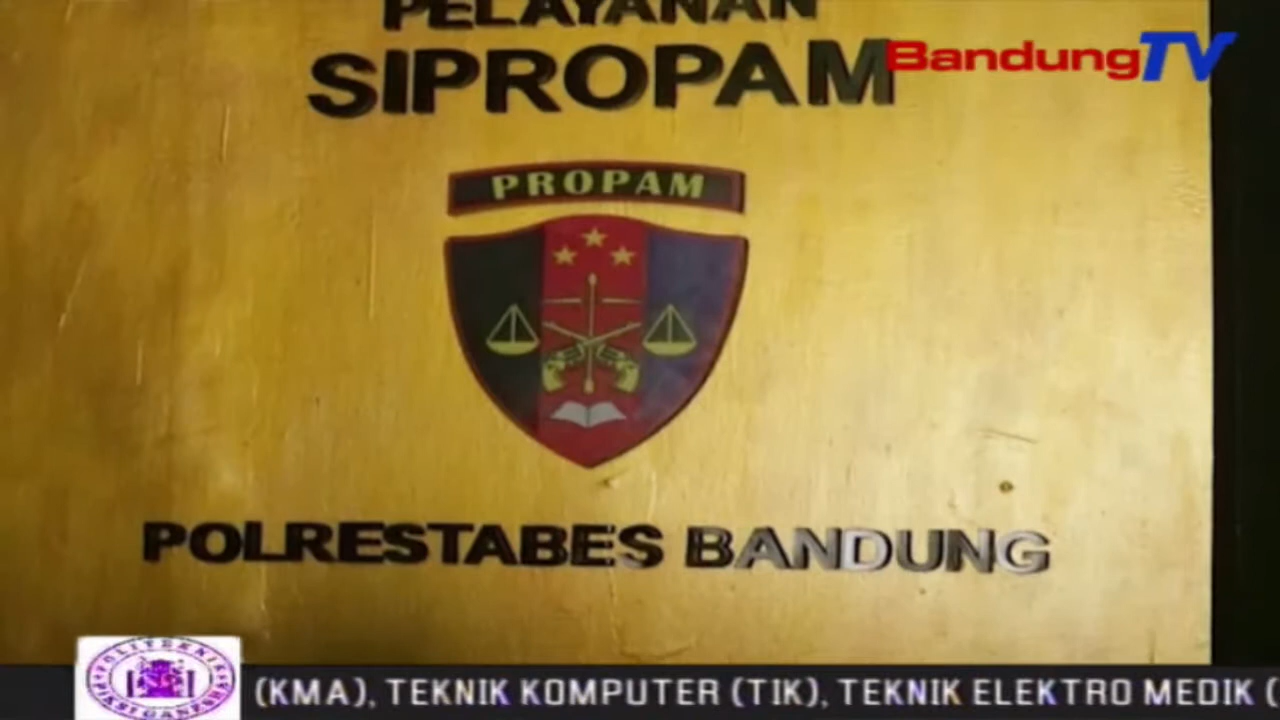 PELAYANAN
SIPROPAM
BandungTV
PROPAM
POLRESTABES BANDUNG
(KMA), TEKNIK KOMPUTER (TIK), TEKNIK ELEKTRO MEDIK (